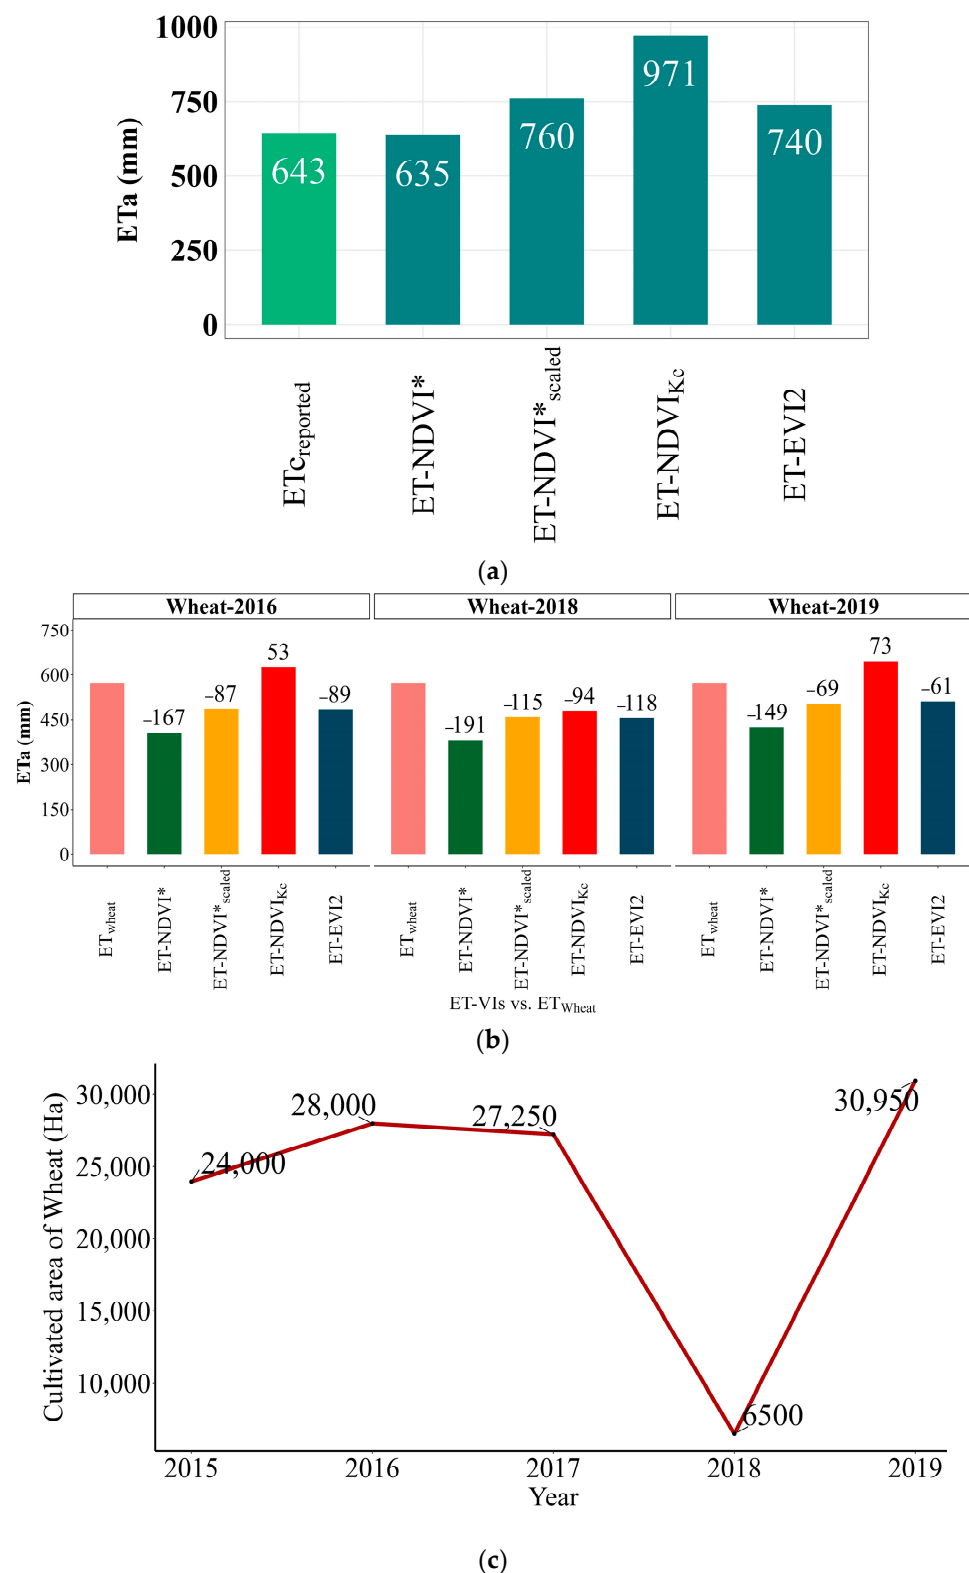 1000
750
500
250
0
ETa (mm)
643
635
760
971
740
ETcreported
ET-NDVI*
ET-NDVI*scaled
ET-NDVIKc
ET-EVI2
(a)
Wheat-2016
Wheat-2018
Wheat-2019
750
600
450
300
150
0
ETa (mm)
−167
−87
53
−89
−191
−115
−94
−118
−149
−69
73
−61
ETwheat
ET-NDVI*
ET-NDVI*scaled
ET-NDVIKc
ET-EVI2
ETwheat
ET-NDVI*
ET-NDVI*scaled
ET-NDVIKc
ET-EVI2
ETwheat
ET-NDVI*
ET-NDVI*scaled
ET-NDVIKc
ET-EVI2
ET-VIs vs. ETWheat
(b)
30,000
25,000
20,000
15,000
10,000
Cultivated area of Wheat (Ha)
24,000
28,000
27,250
6500
30,950
2015
2016
2017
2018
2019
Year
(c)